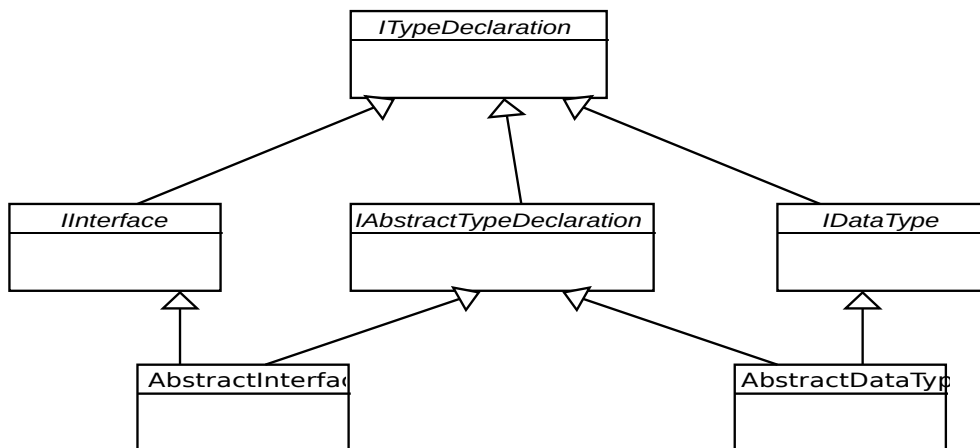 ITypeDeclaration
IInterface
IAbstractTypeDeclaration
IDataType
AbstractInterfac
AbstractDataTyp